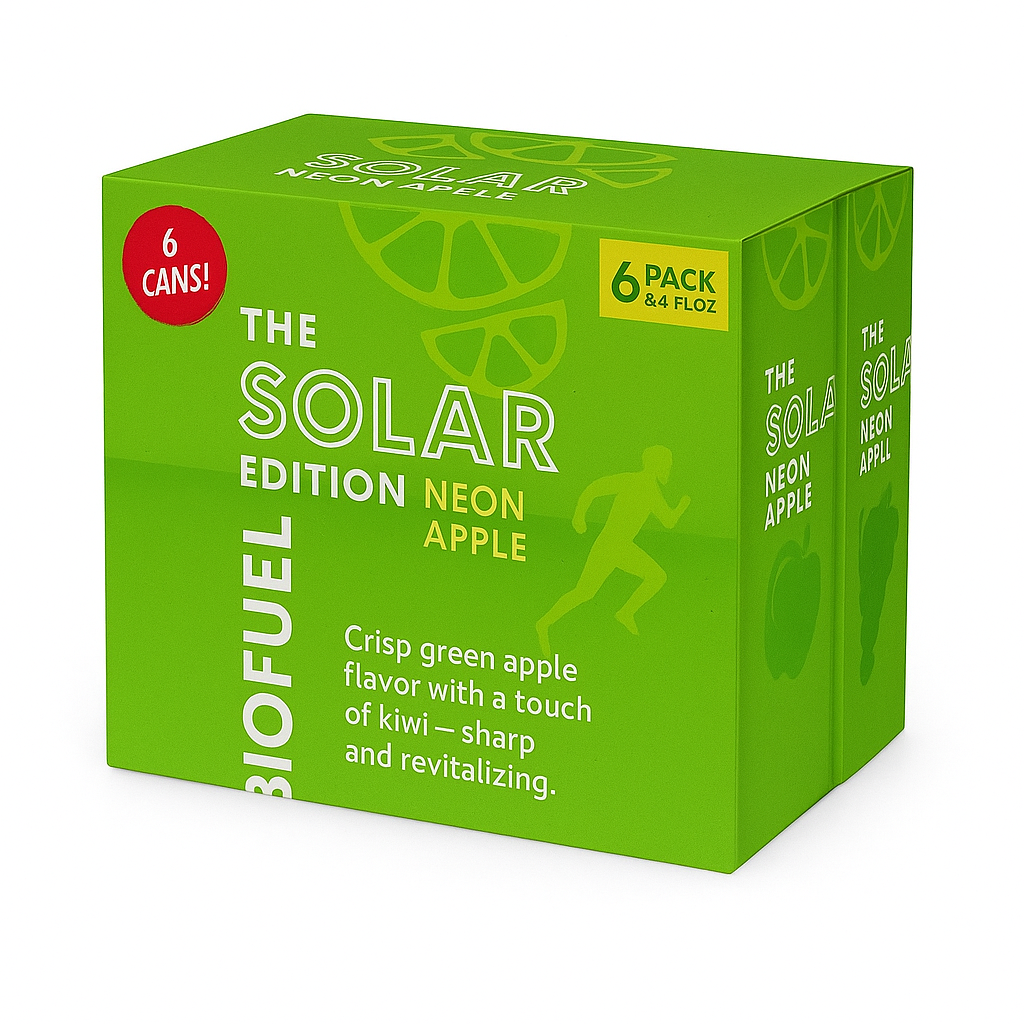 SOLAR
NEON APELE
6
CANS!
6 PACK
&4 FLOZ
THE
SOLAR
EDITION NEON
APPLE
BIOFUEL
Crisp green apple
flavor with a touch
of kiwi – sharp
and revitalizing.
THE
SOLA
NEON
APPLE
THE
SOLA
NEON
APPLL